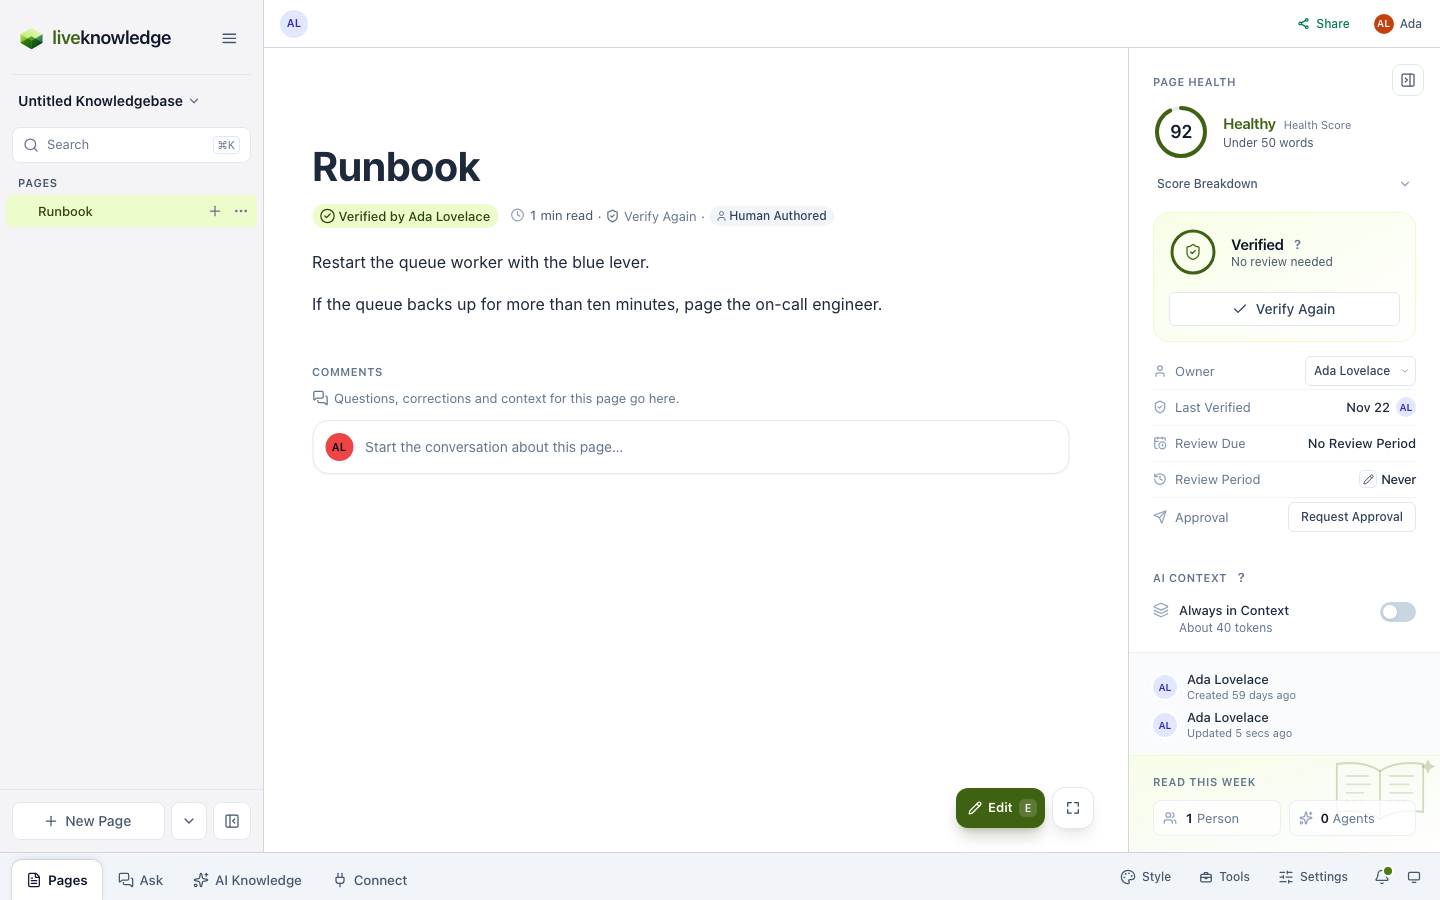 liveknowledge
AL
Share
AL Ada
Untitled Knowledgebase
Search ⌘K
PAGES
Runbook
Runbook
Verified by Ada Lovelace 1 min read · Verify Again · Human Authored
Restart the queue worker with the blue lever.
If the queue backs up for more than ten minutes, page the on-call engineer.
COMMENTS
Questions, corrections and context for this page go here.
AL Start the conversation about this page...
Edit E
PAGE HEALTH
92 Healthy Health Score
Under 50 words
Score Breakdown
Verified ?
No review needed
Verify Again
Owner Ada Lovelace
Last Verified Nov 22 AL
Review Due No Review Period
Review Period Never
Approval Request Approval
AI CONTEXT ?
Always in Context
About 40 tokens
AL Ada Lovelace
Created 59 days ago
AL Ada Lovelace
Updated 5 secs ago
READ THIS WEEK
1 Person 0 Agents
New Page
Pages Ask AI Knowledge Connect Style Tools Settings